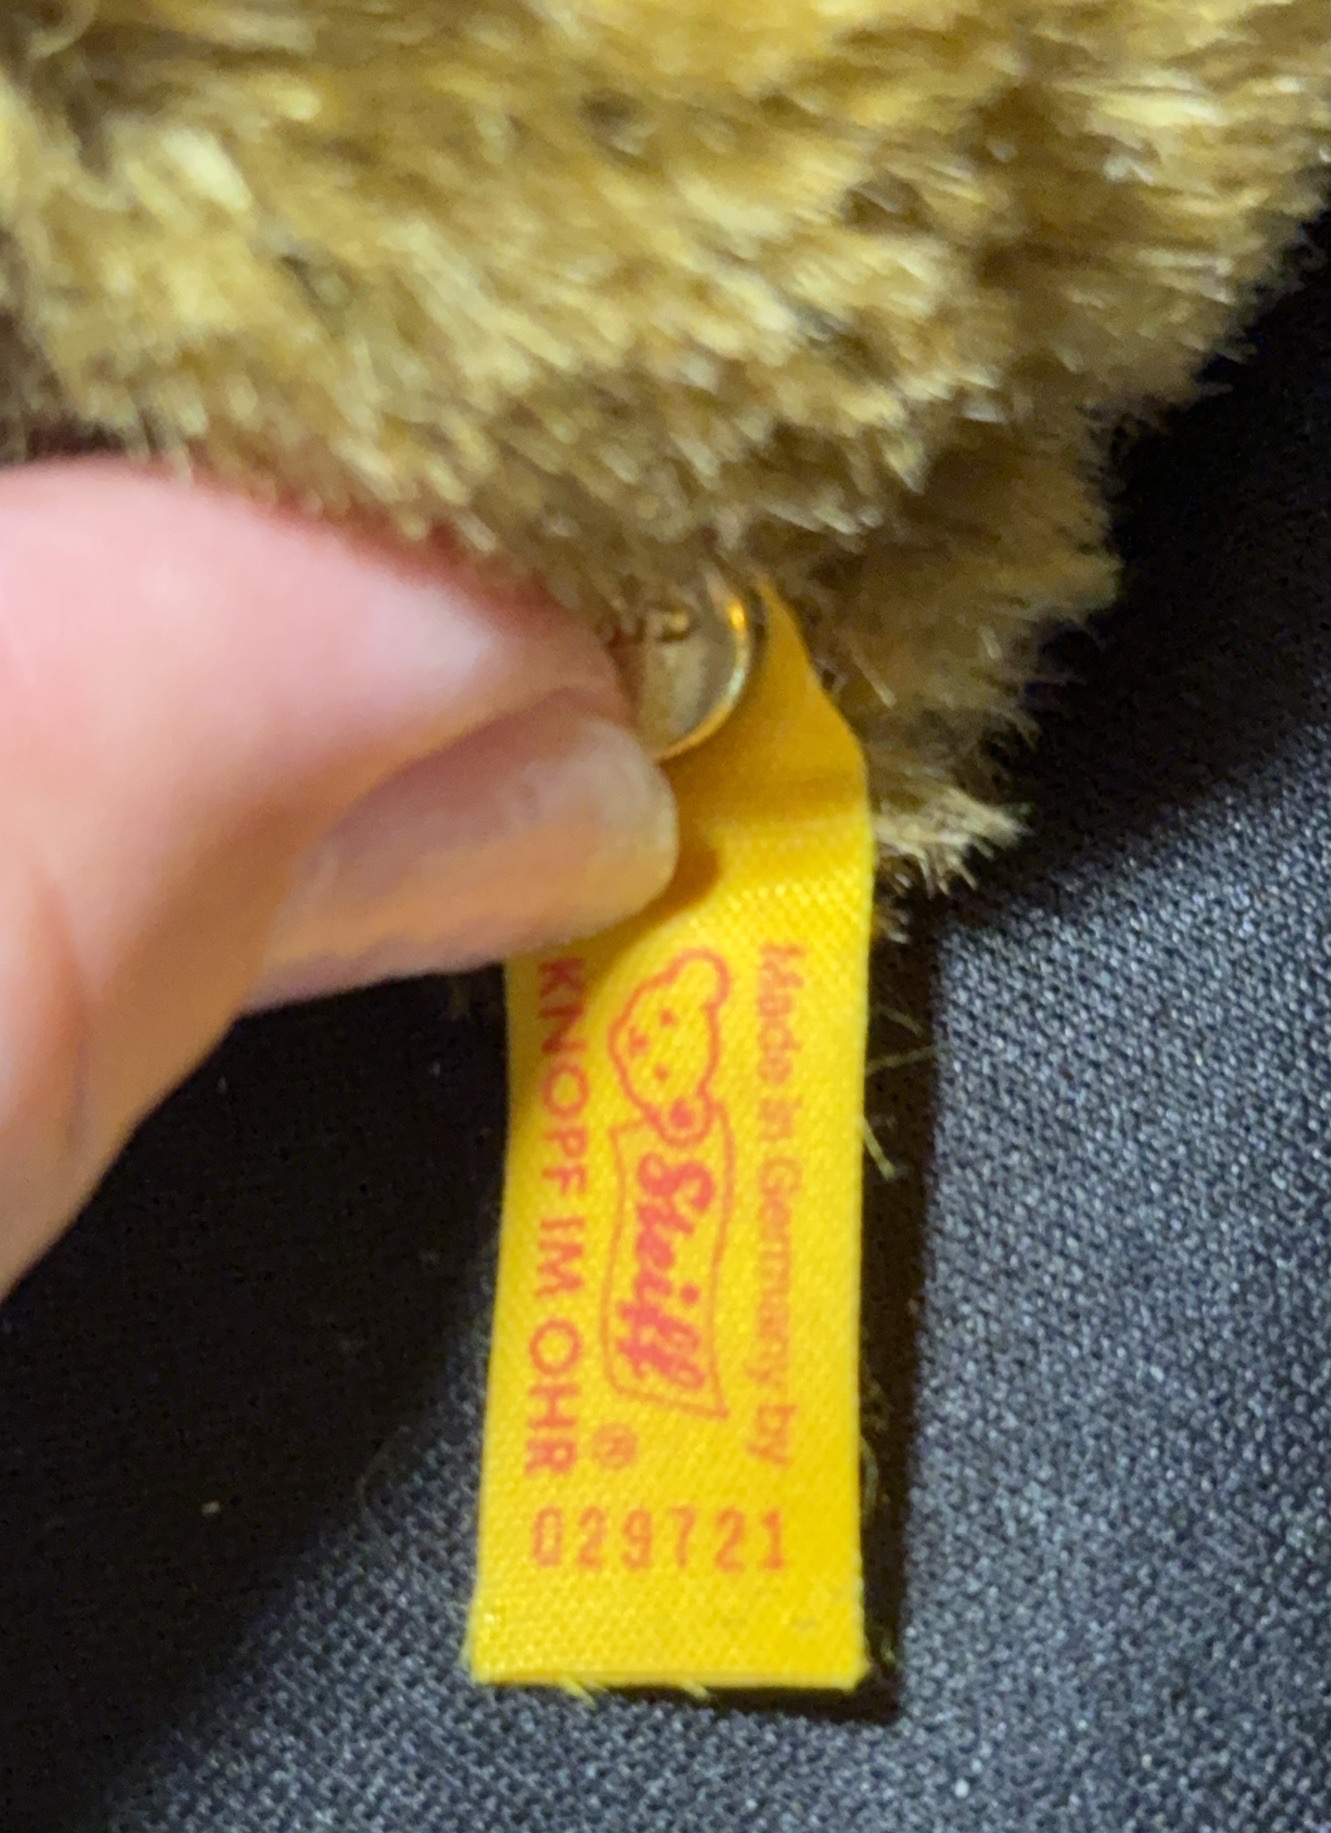 Made in Germany by
Steiff
KNOPF IM OHR
®
029721